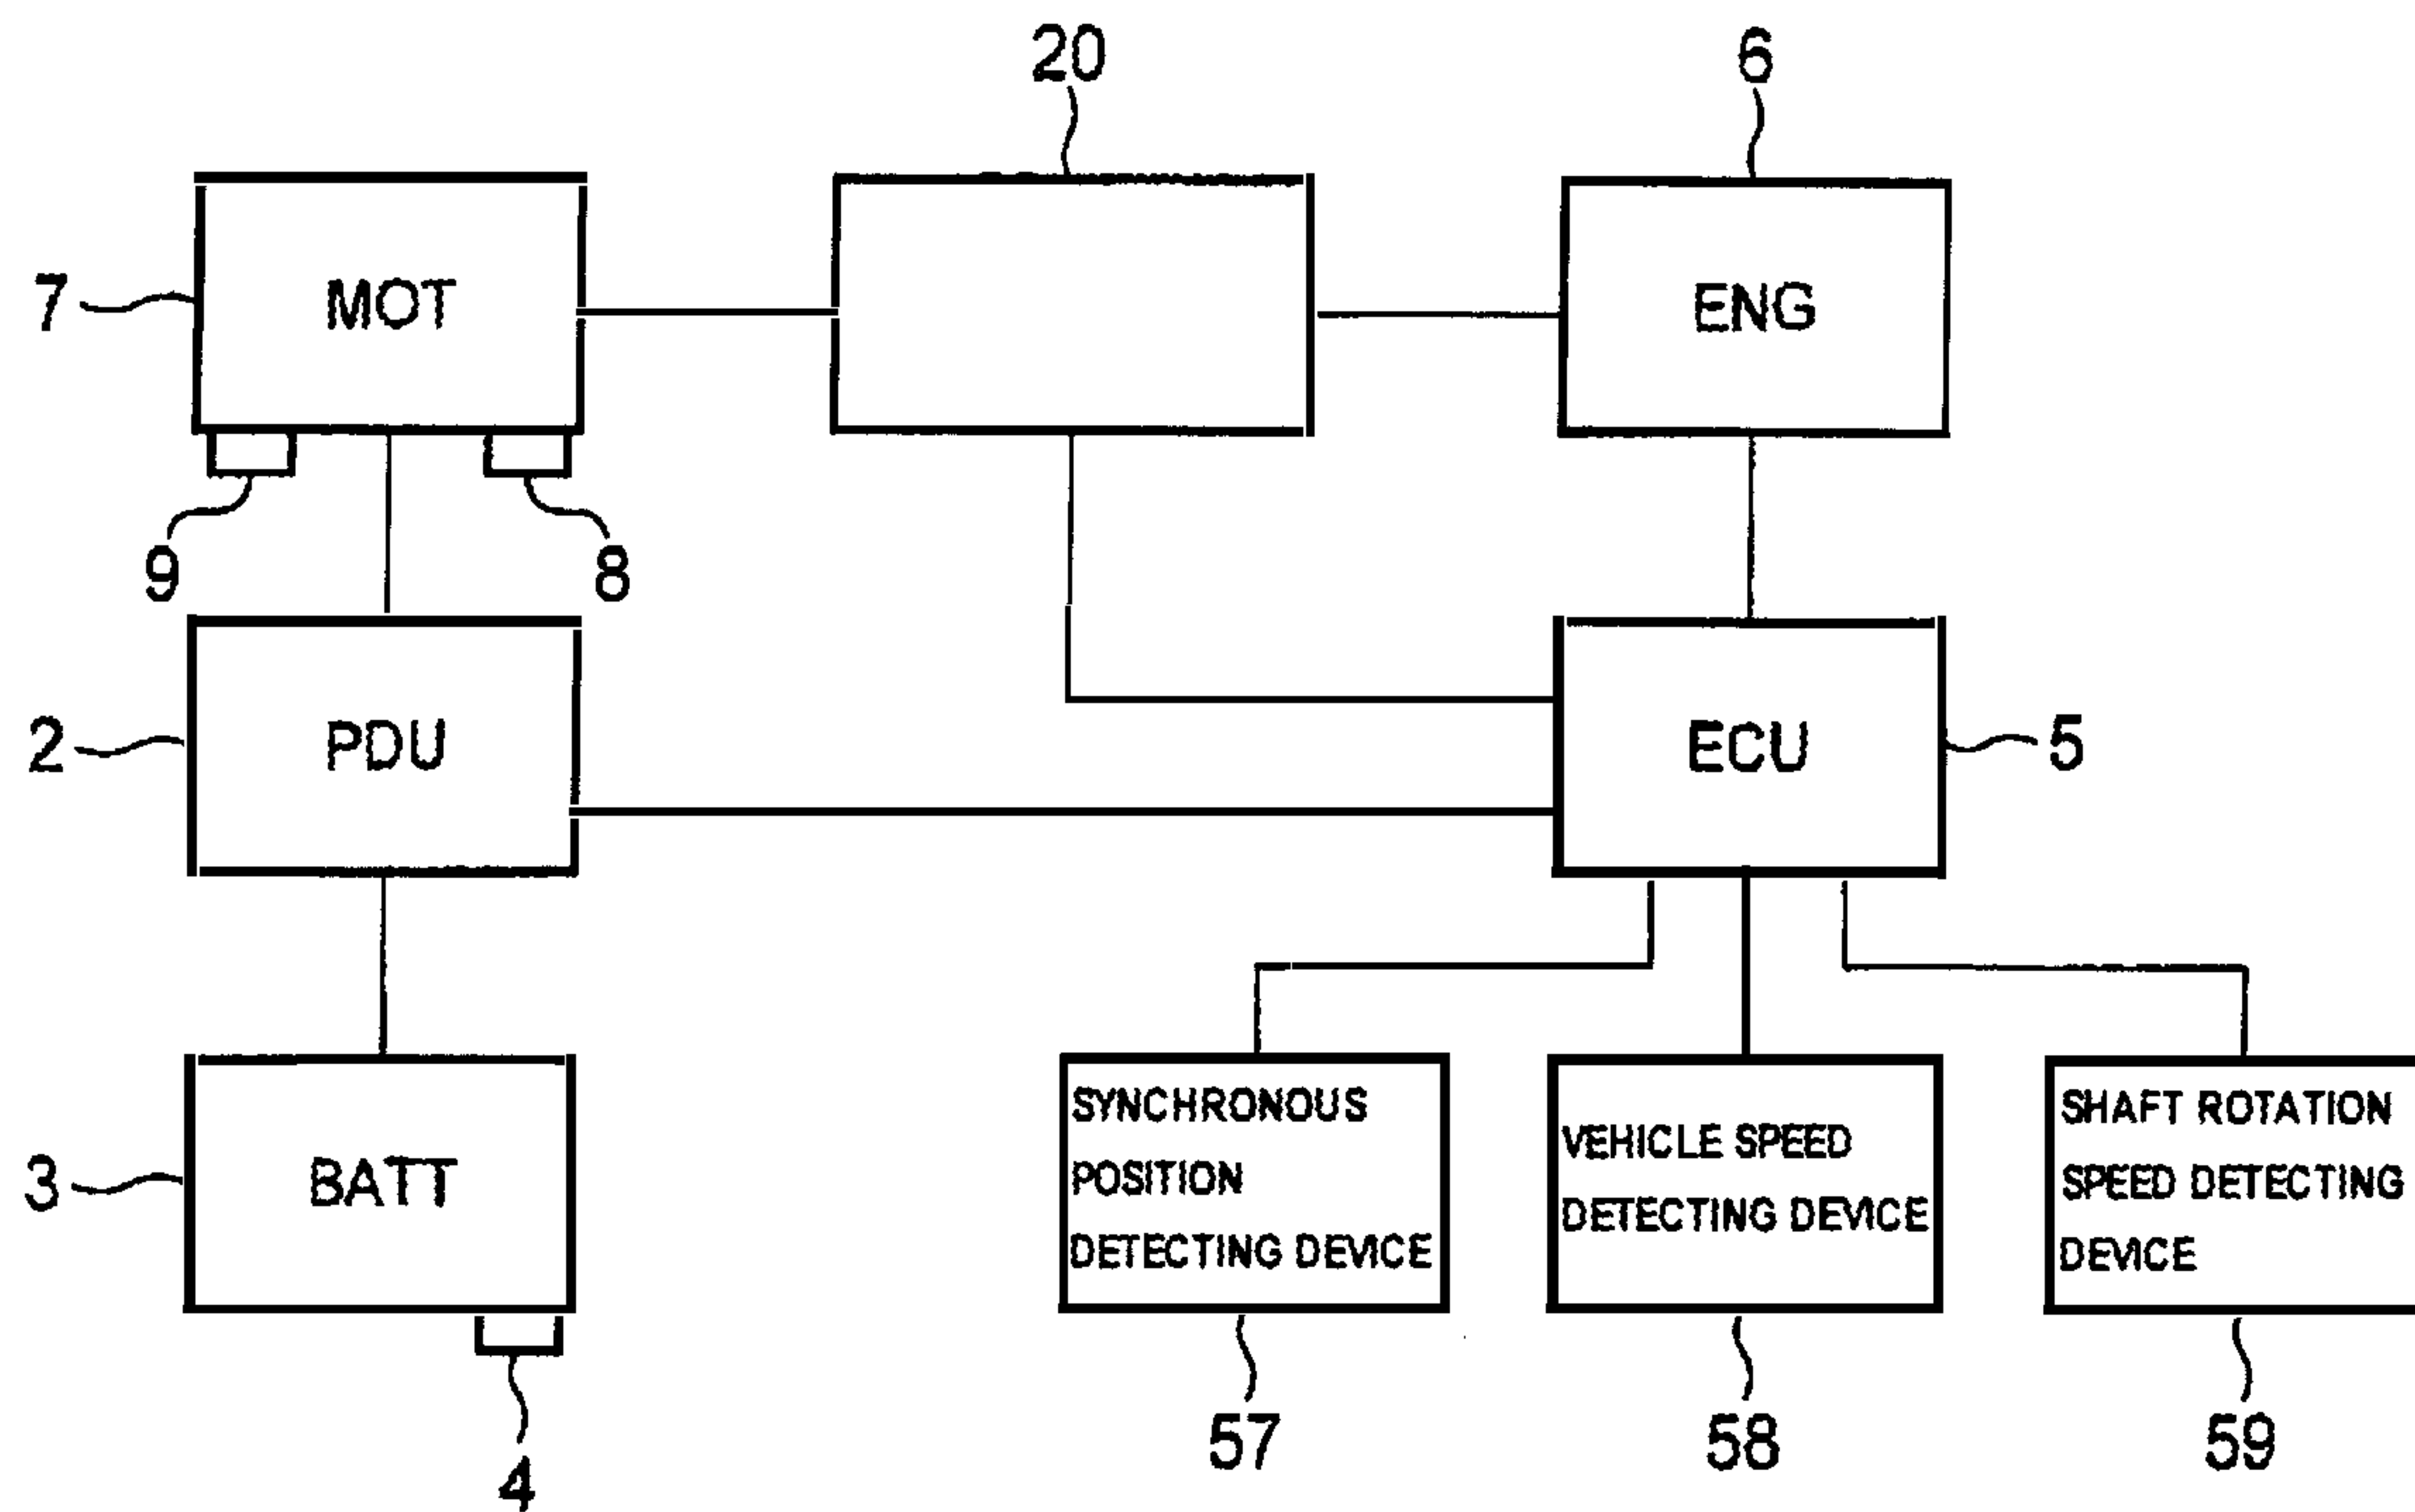 20
6
7
MOT
ENG
9
8
2
PDU
ECU
5
3
BATT
SYNCHRONOUS
POSITION
DETECTING DEVICE
VEHICLE SPEED
DETECTING DEVICE
SHAFT ROTATION
SPEED DETECTING
DEVICE
4
57
58
59